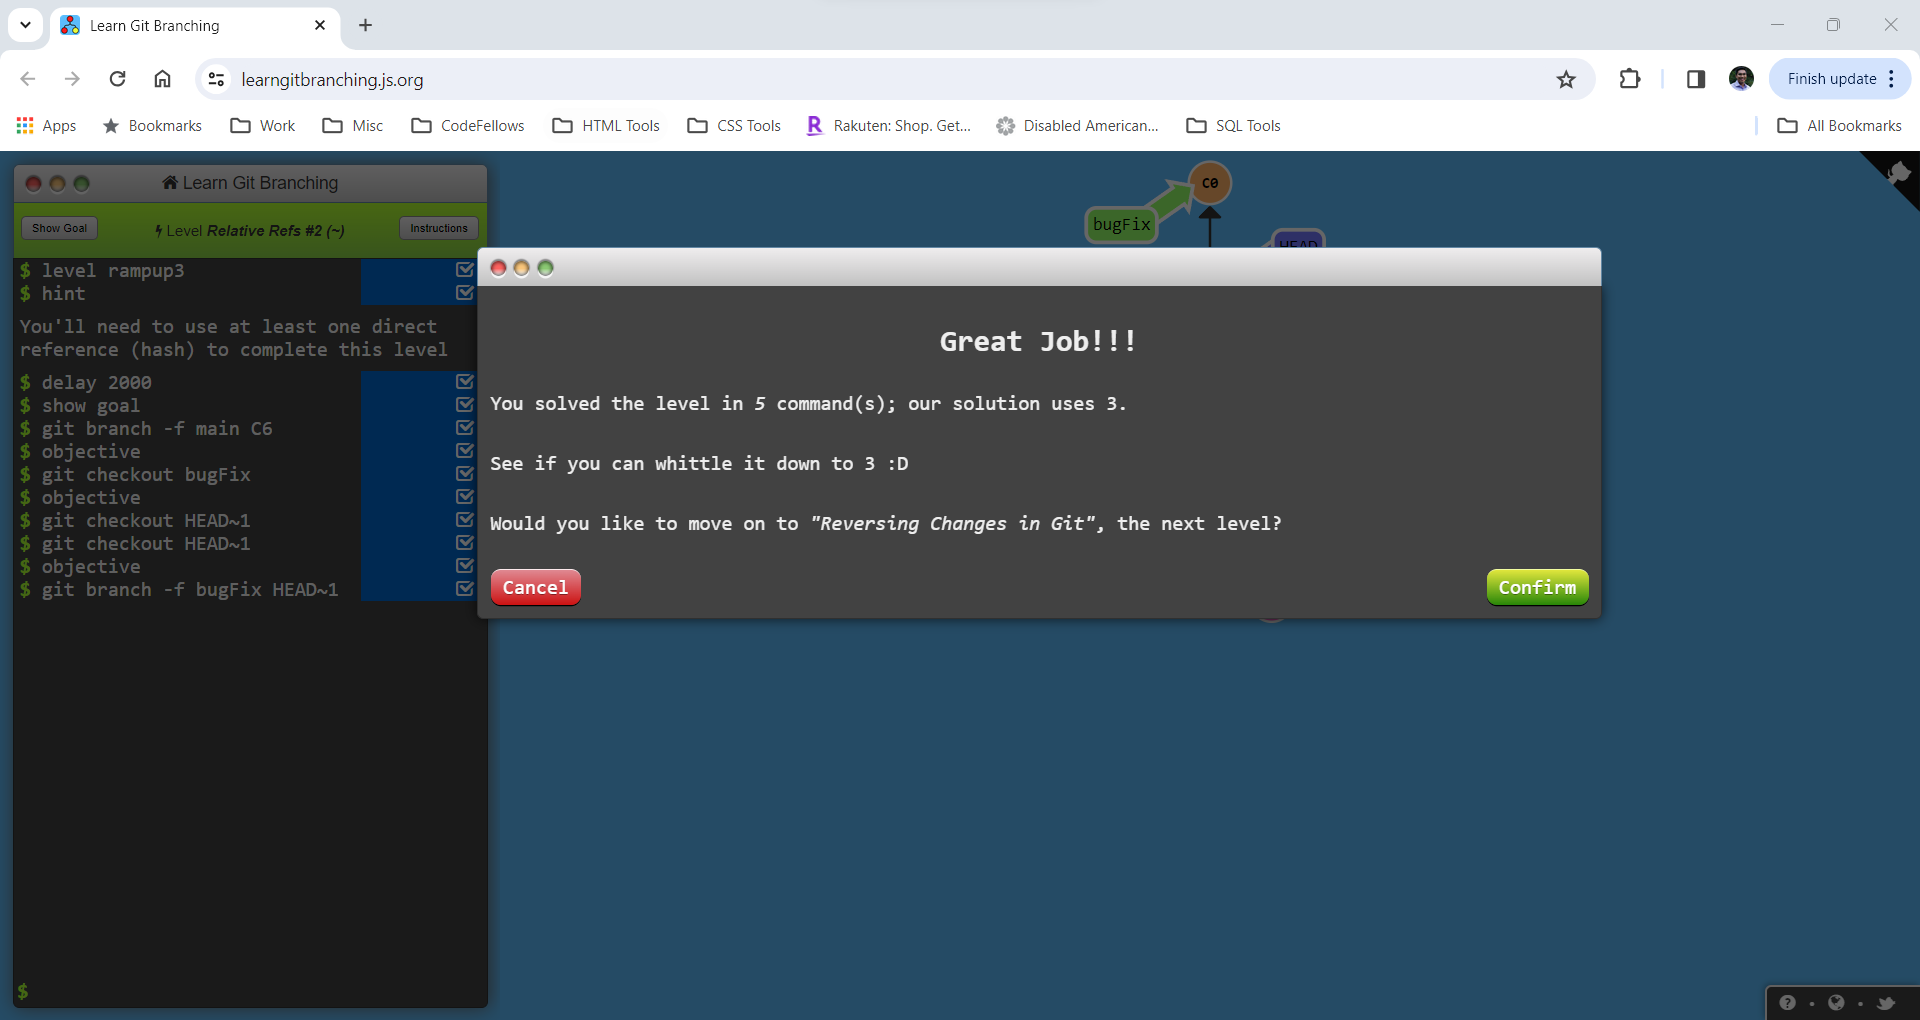 Learn Git Branching
learngitbranching.js.org
Finish update
Apps Bookmarks Work Misc CodeFellows HTML Tools CSS Tools Rakuten: Shop. Get... Disabled American... SQL Tools All Bookmarks
Learn Git Branching
Show Goal Level Relative Refs #2 (~) Instructions
$ level rampup3
$ hint
You'll need to use at least one direct
reference (hash) to complete this level
$ delay 2000
$ show goal
$ git branch -f main C6
$ objective
$ git checkout bugFix
$ objective
$ git checkout HEAD~1
$ git checkout HEAD~1
$ objective
$ git branch -f bugFix HEAD~1
$
C0
bugFix
HEAD
Great Job!!!
You solved the level in 5 command(s); our solution uses 3.
See if you can whittle it down to 3 :D
Would you like to move on to "Reversing Changes in Git", the next level?
Cancel Confirm